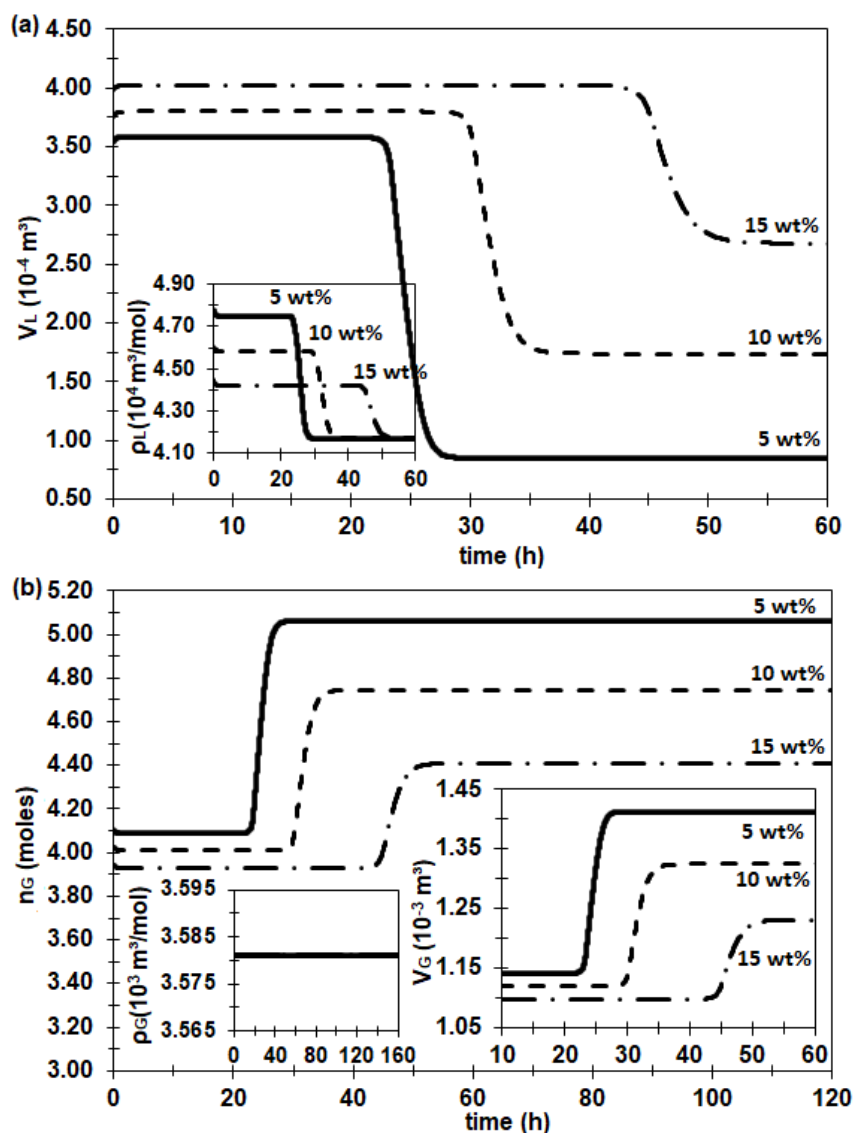 (a)
4.50
4.00
3.50
3.00
2.50
2.00
1.50
1.00
0.50
V_L (10⁻⁴ m³)
0 10 20 30 40 50 60
time (h)
15 wt%
10 wt%
5 wt%
4.90
4.70
4.50
4.30
4.10
ρL(10⁴ m³/mol)
0 20 40 60
5 wt%
10 wt%
15 wt%
(b)
5.20
5.00
4.80
4.60
4.40
4.20
4.00
3.80
3.60
3.40
3.20
3.00
nG (moles)
0 20 40 60 80 100 120
time (h)
5 wt%
10 wt%
15 wt%
3.595
3.585
3.575
3.565
ρG(10³ m³/mol)
0 40 80 120 160
1.45
1.35
1.25
1.15
1.05
VG (10⁻³ m³)
10 20 30 40 50 60
5 wt%
10 wt%
15 wt%